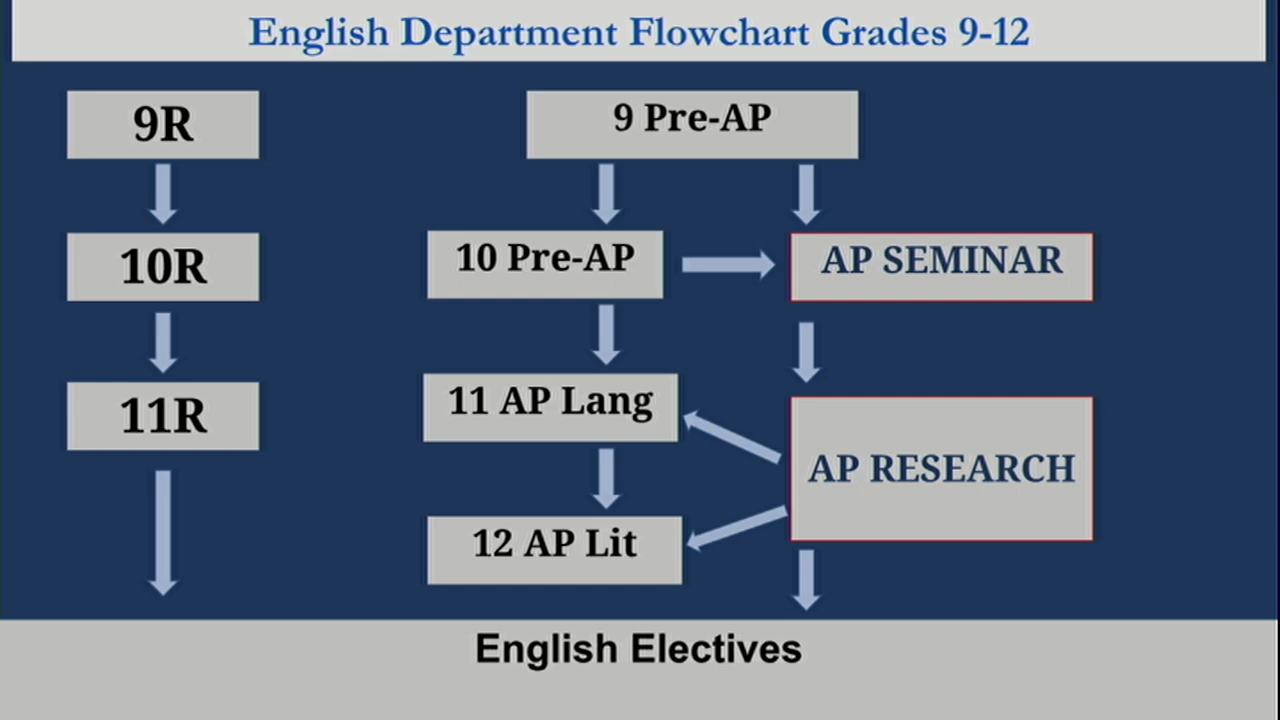 English Department Flowchart Grades 9-12
9R
9 Pre-AP
10R
10 Pre-AP
AP SEMINAR
11R
11 AP Lang
AP RESEARCH
12 AP Lit
English Electives